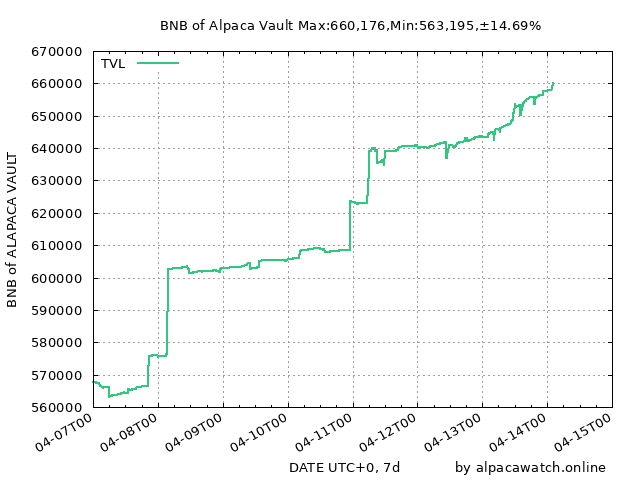 BNB of Alpaca Vault Max:660,176,Min:563,195,±14.69%
TVL
670000
660000
650000
640000
630000
620000
610000
600000
590000
580000
570000
560000
BNB of ALAPACA VAULT
04-07T00
04-08T00
04-09T00
04-10T00
04-11T00
04-12T00
04-13T00
04-14T00
04-15T00
DATE UTC+0, 7d
by alpacawatch.online